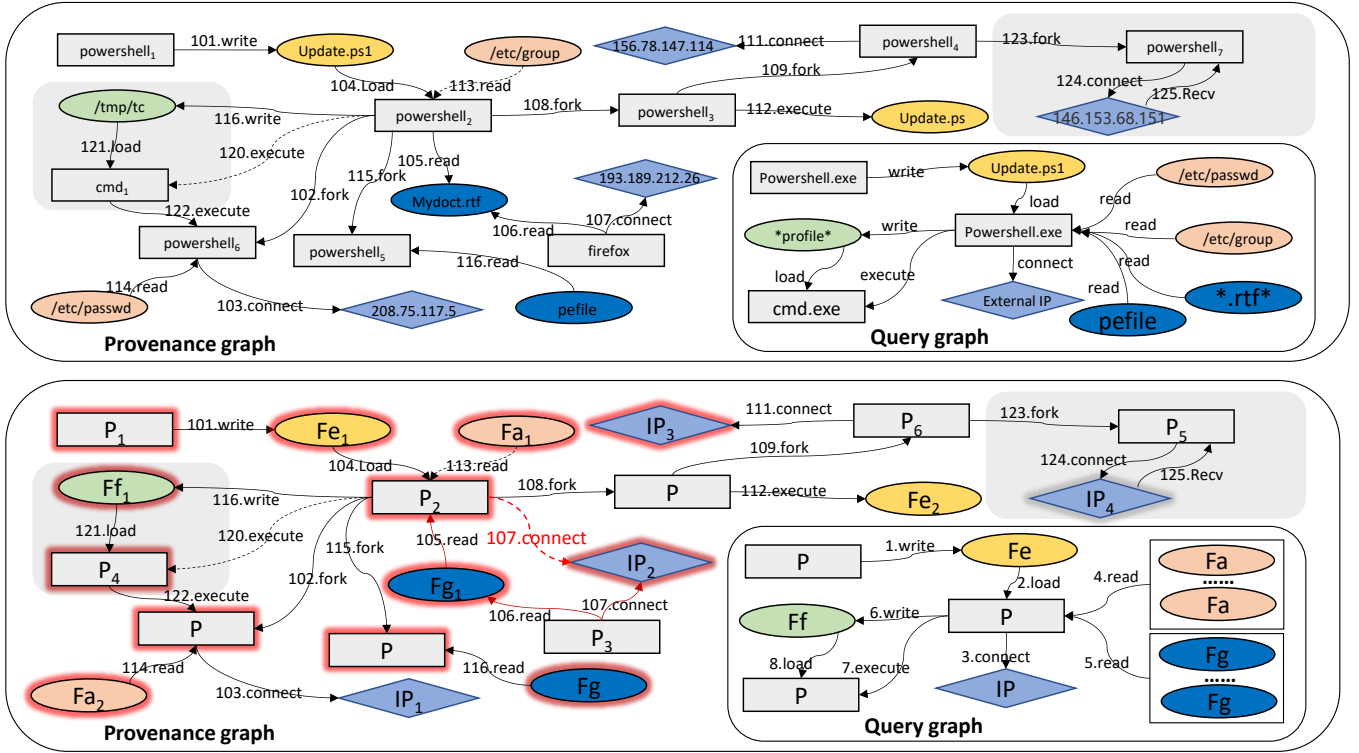 powershell1
101.write
Update.ps1
/etc/group
156.78.147.114
111.connect
powershell4
123.fork
powershell7
104.Load
113.read
109.fork
124.connect
125.Recv
/tmp/tc
116.write
powershell2
108.fork
powershell3
112.execute
Update.ps
146.153.68.151
121.load
120.execute
105.read
115.fork
102.fork
cmd1
193.189.212.26
Mydoct.rtf
107.connect
106.read
122.execute
powershell6
powershell5
firefox
116.read
114.read
/etc/passwd
103.connect
208.75.117.5
pefile
Provenance graph
Powershell.exe
write
Update.ps1
/etc/passwd
load
read
*profile*
write
Powershell.exe
read
/etc/group
load
execute
connect
read
read
cmd.exe
External IP
pefile
*.rtf*
Query graph
P1
101.write
Fe1
Fa1
IP3
111.connect
P6
123.fork
P5
104.Load
113.read
109.fork
124.connect
125.Recv
Ff1
116.write
P2
108.fork
P
112.execute
Fe2
IP4
121.load
120.execute
105.read
107.connect
115.fork
102.fork
P4
IP2
Fg1
107.connect
106.read
122.execute
P
P
P3
116.read
114.read
Fa2
103.connect
IP1
Fg
Provenance graph
P
1.write
Fe
Fa
......
Fa
2.load
4.read
Ff
6.write
P
8.load
7.execute
3.connect
5.read
Fg
......
Fg
P
IP
Query graph